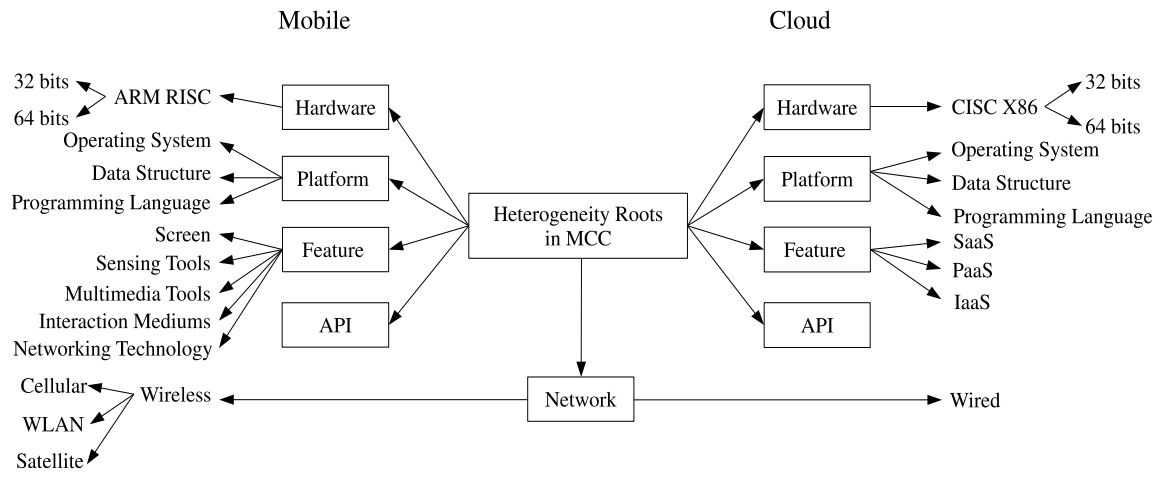 Mobile
Cloud
32 bits
64 bits
ARM RISC
Hardware
Operating System
Data Structure
Programming Language
Platform
Screen
Sensing Tools
Multimedia Tools
Interaction Mediums
Networking Technology
Feature
API
Heterogeneity Roots
in MCC
Hardware
CISC X86
32 bits
64 bits
Platform
Operating System
Data Structure
Programming Language
Feature
SaaS
PaaS
IaaS
API
Cellular
WLAN
Satellite
Wireless
Network
Wired